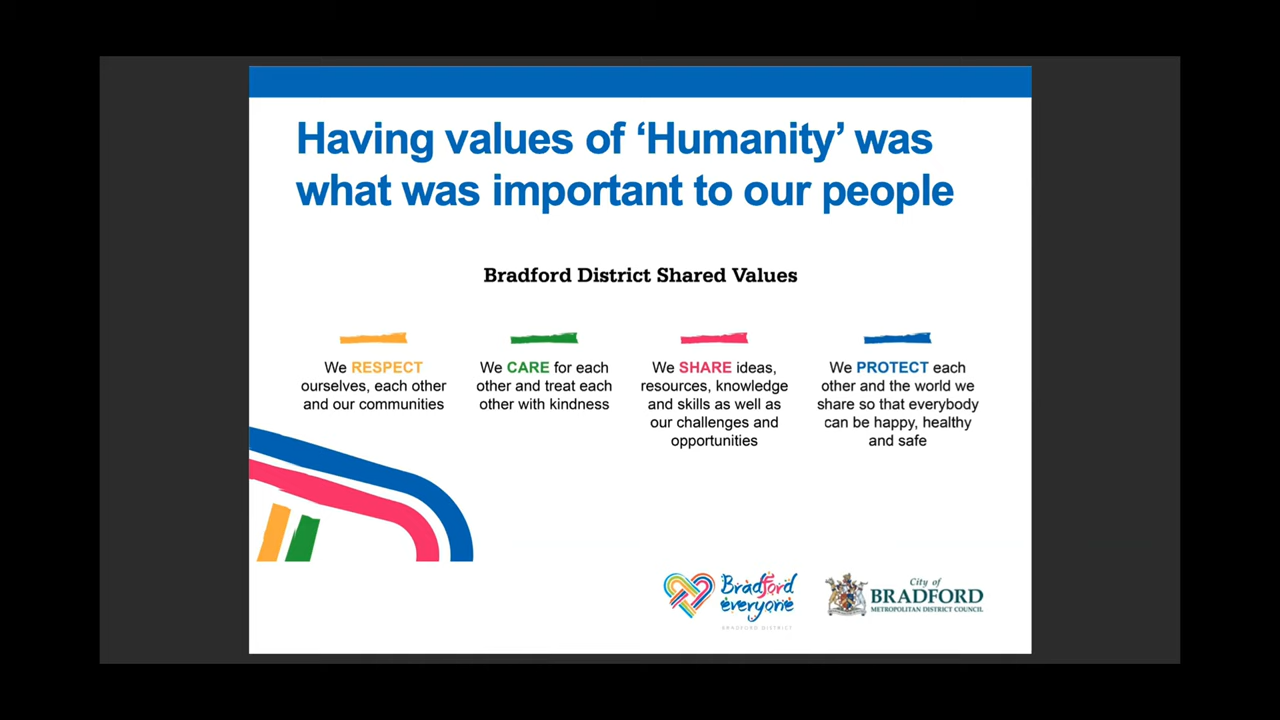 Having values of ‘Humanity’ was
what was important to our people
Bradford District Shared Values
We RESPECT
ourselves, each other
and our communities
We CARE for each
other and treat each
other with kindness
We SHARE ideas,
resources, knowledge
and skills as well as
our challenges and
opportunities
We PROTECT each
other and the world we
share so that everybody
can be happy, healthy
and safe
Bradford
everyone
BRADFORD DISTRICT
City of
BRADFORD
METROPOLITAN DISTRICT COUNCIL